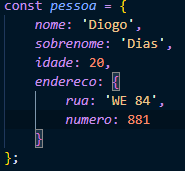 const pessoa = {
    nome: 'Diogo',
    sobrenome: 'Dias',
    idade: 20,
    endereco: {
        rua: 'WE 84',
        numero: 881
    }
};